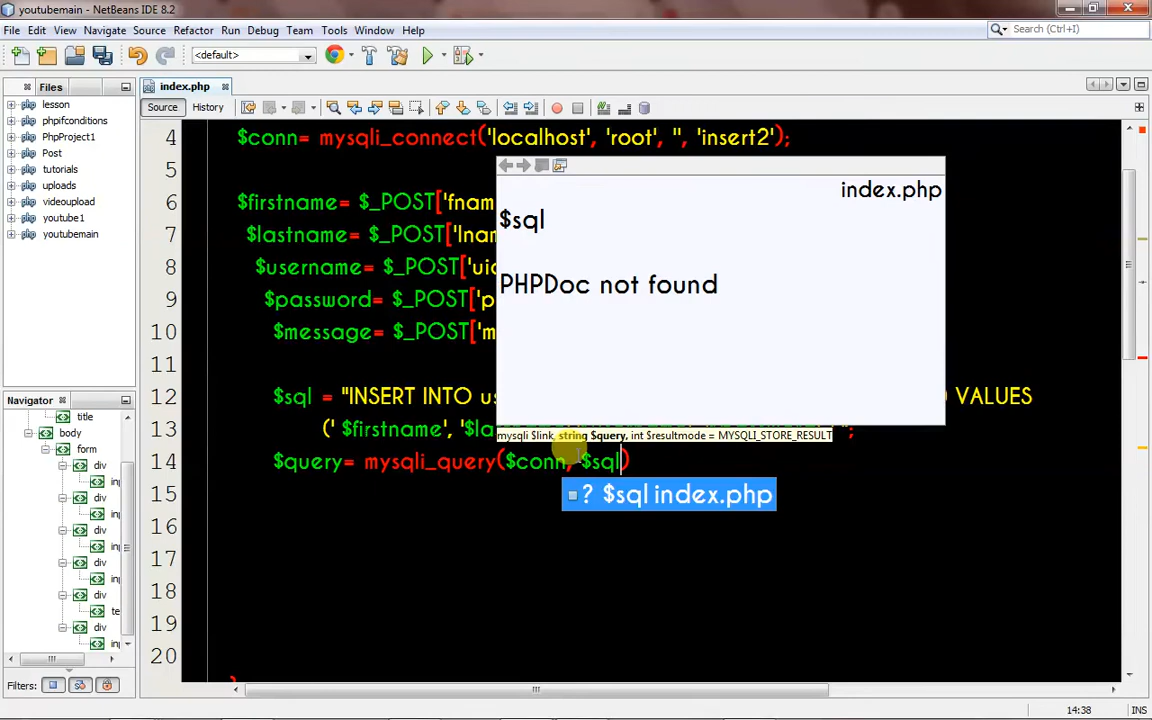 youtubemain - NetBeans IDE 8.2
File Edit View Navigate Source Refactor Run Debug Team Tools Window Help
Search (Ctrl+I)
<default>
Files
index.php
Source History
lesson
phpifconditions
PhpProject1
Post
tutorials
uploads
videoupload
youtube1
youtubemain
Navigator
title
body
form
div
div
div
div
div
te
div
Filters:
4 $conn= mysqli_connect('localhost', 'root', '', 'insert2');
5
6 $firstname= $_POST['fnam
7 $lastname= $_POST['lnam
8 $username= $_POST['uid
9 $password= $_POST['p
10 $message= $_POST['m
11
12 $sql = "INSERT INTO us VALUES
13 (' $firstname', '$la ";
14 $query= mysqli_query($conn, $sql)
15
16
17
18
19
20
index.php
$sql
PHPDoc not found
mysqli $link, string $query, int $resultmode = MYSQLI_STORE_RESULT
? $sql index.php
14:38 INS